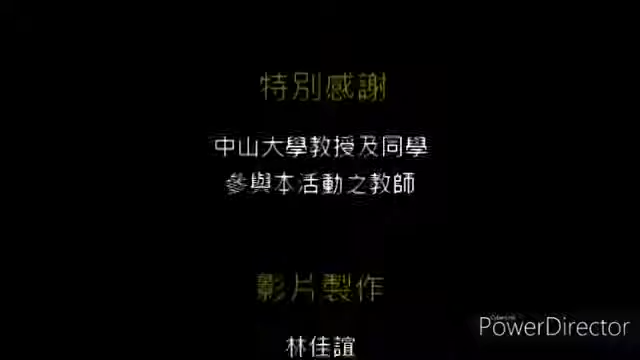 特別感謝
中山大學教授及同學
參與本活動之教師
影片製作
CyberLink
PowerDirector
林佳誼